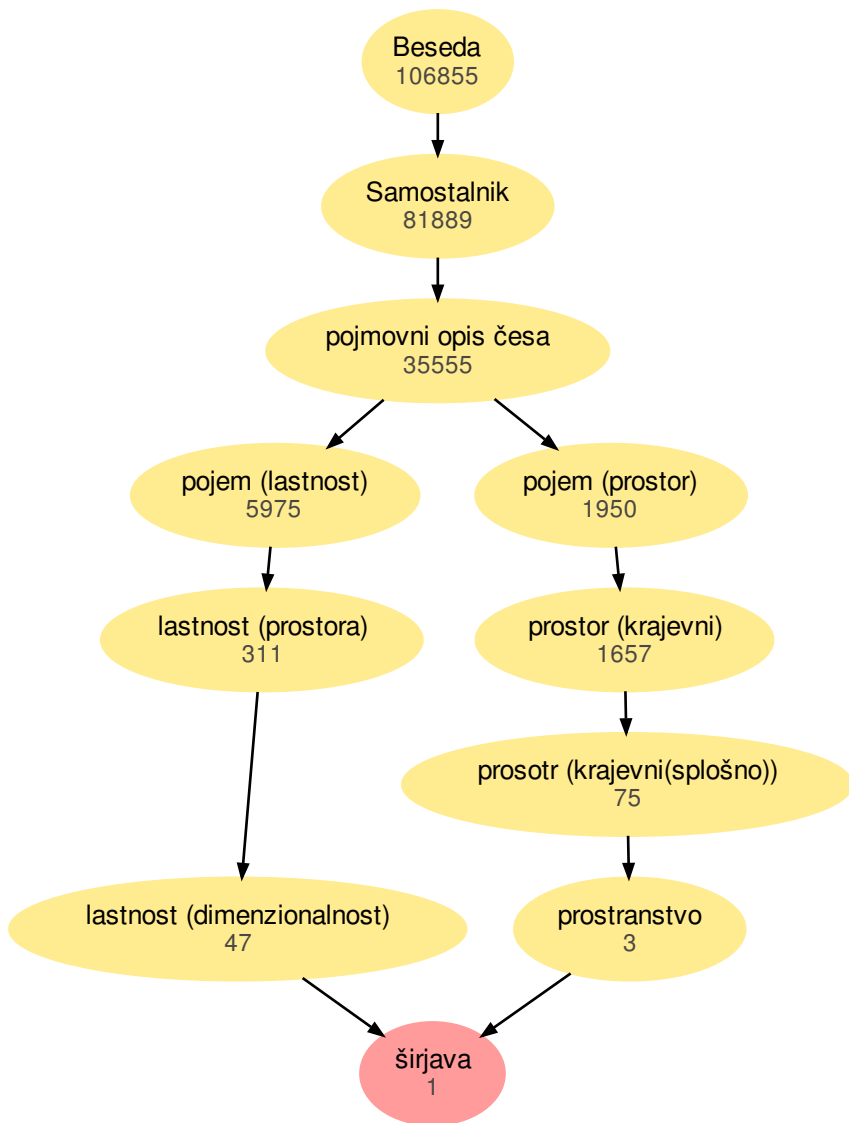 Beseda
106855
Samostalnik
81889
pojmovni opis česa
35555
pojem (lastnost)
5975
pojem (prostor)
1950
lastnost (prostora)
311
prostor (krajevni)
1657
prosotr (krajevni(splošno))
75
lastnost (dimenzionalnost)
47
prostranstvo
3
širjava
1